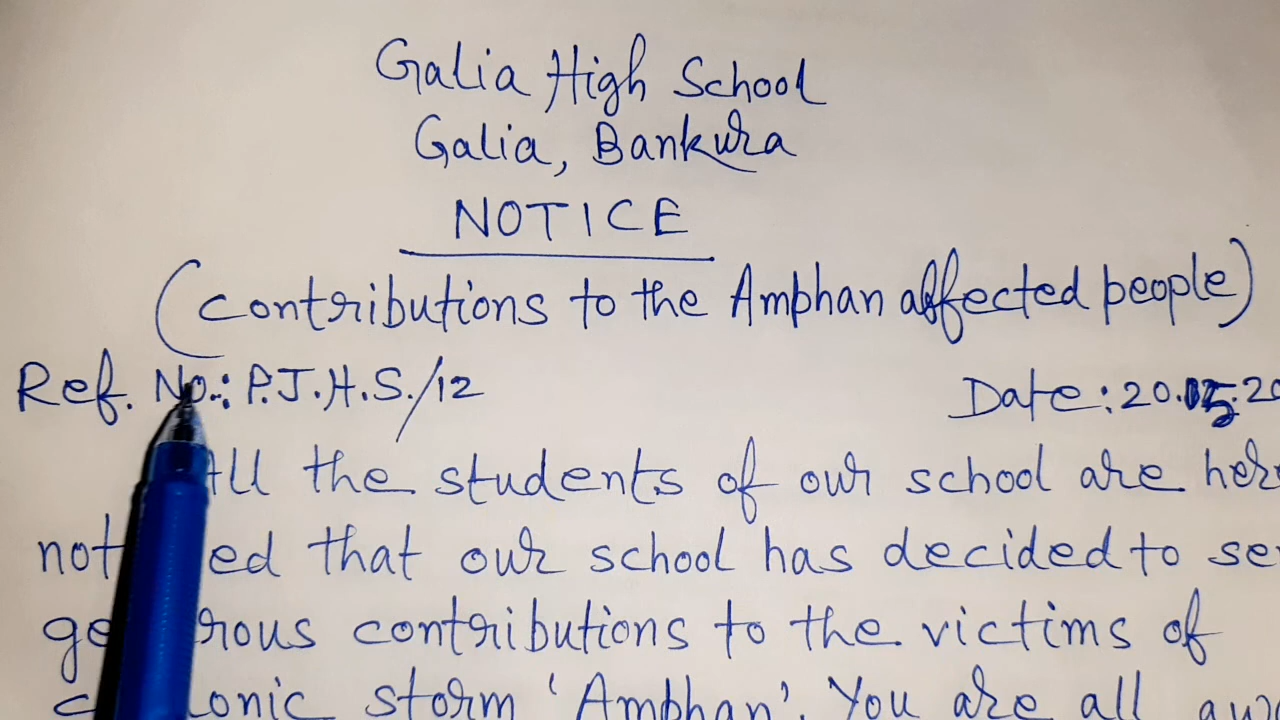 Galia High School
Galia, Bankura
NOTICE
(Contributions to the Amphan affected people)
Ref. No.: P.J.H.S./12
Date: 20.05.20
All the students of our school are here
not ed that our school has decided to se
ge rous contributions to the victims of
c onic storm 'Amphan'. You are all